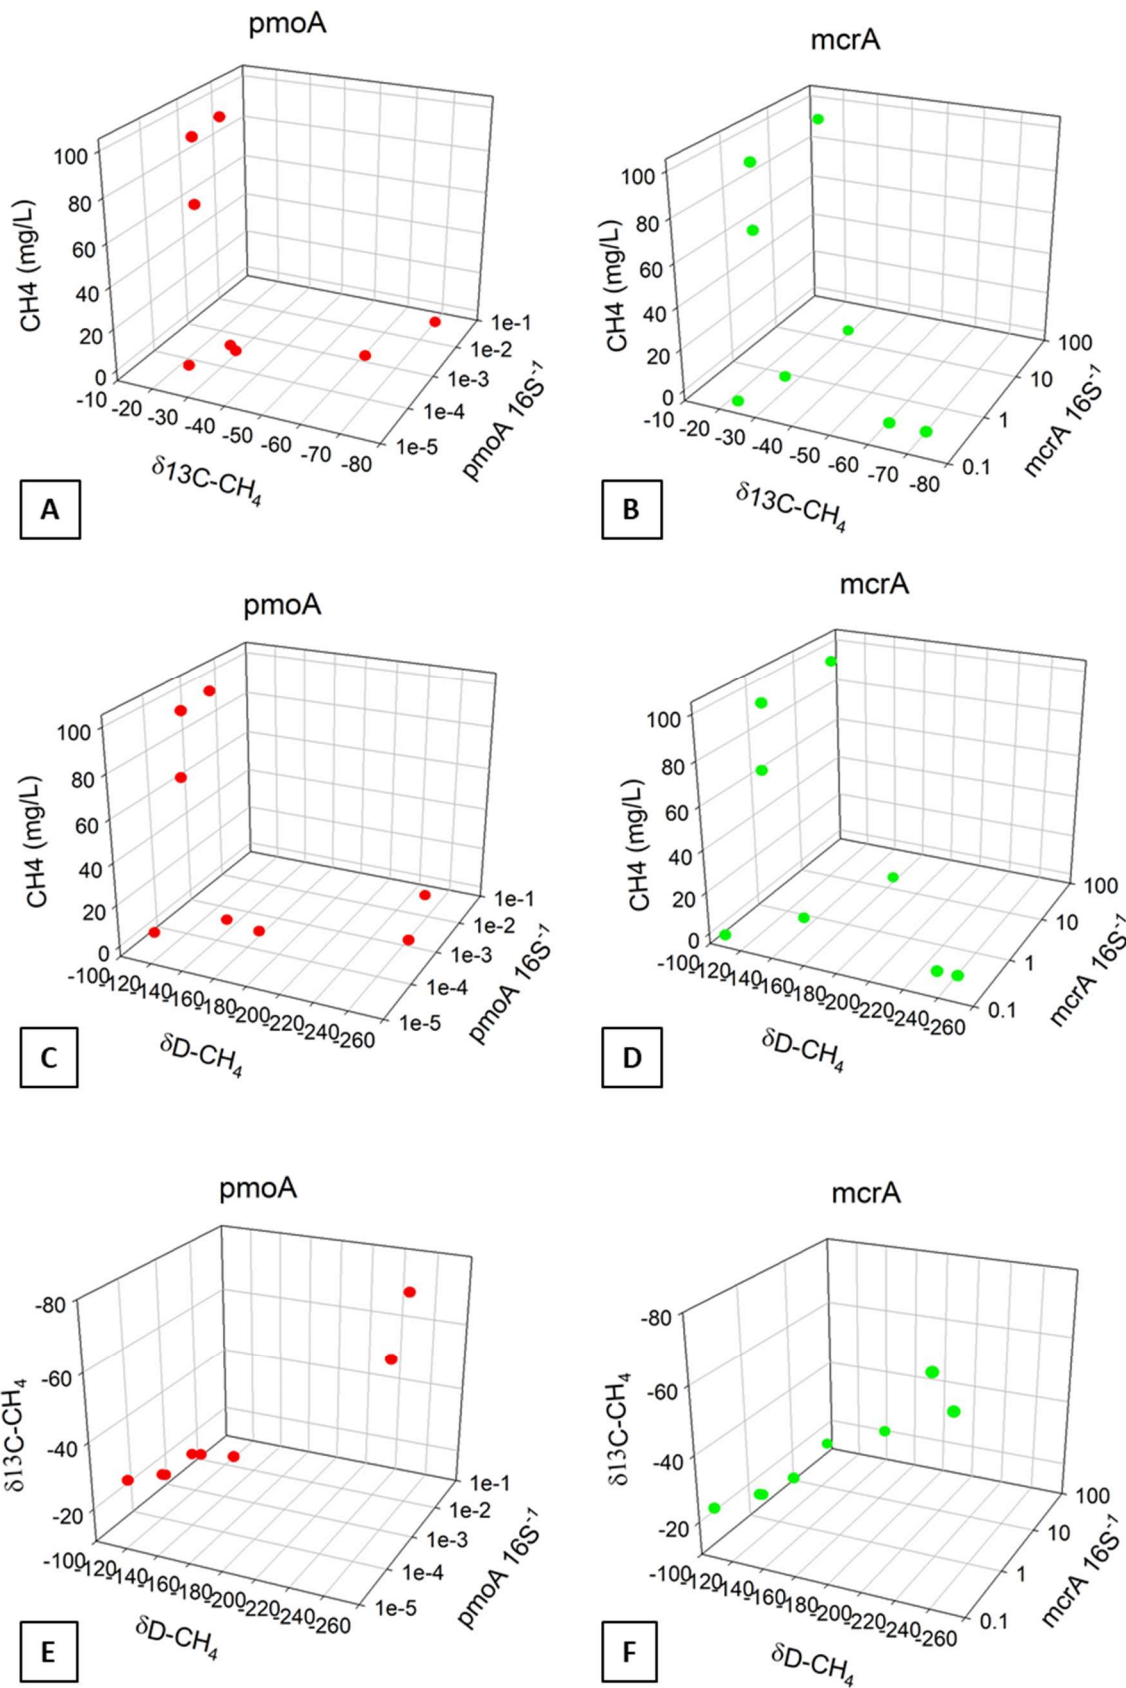 pmoA
CH4 (mg/L)
100
80
60
40
20
0
-10
-20
-30
-40
-50
-60
-70
-80
δ13C-CH4
1e-1
1e-2
1e-3
1e-4
1e-5
pmoA 16S-1
A
mcrA
CH4 (mg/L)
100
80
60
40
20
0
-10
-20
-30
-40
-50
-60
-70
-80
δ13C-CH4
100
10
1
0.1
mcrA 16S-1
B
pmoA
CH4 (mg/L)
100
80
60
40
20
0
-100
-120
-140
-160
-180
-200
-220
-240
-260
δD-CH4
1e-1
1e-2
1e-3
1e-4
1e-5
pmoA 16S-1
C
mcrA
CH4 (mg/L)
100
80
60
40
20
0
-100
-120
-140
-160
-180
-200
-220
-240
-260
δD-CH4
100
10
1
0.1
mcrA 16S-1
D
pmoA
δ13C-CH4
-80
-60
-40
-20
-100
-120
-140
-160
-180
-200
-220
-240
-260
δD-CH4
1e-1
1e-2
1e-3
1e-4
1e-5
pmoA 16S-1
E
mcrA
δ13C-CH4
-80
-60
-40
-20
-100
-120
-140
-160
-180
-200
-220
-240
-260
δD-CH4
100
10
1
0.1
mcrA 16S-1
F